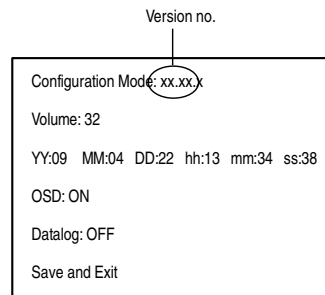 Version no.
Configuration Mode: xx.xx.x
Volume: 32
YY:09 MM:04 DD:22 hh:13 mm:34 ss:38
OSD: ON
Datalog: OFF
Save and Exit